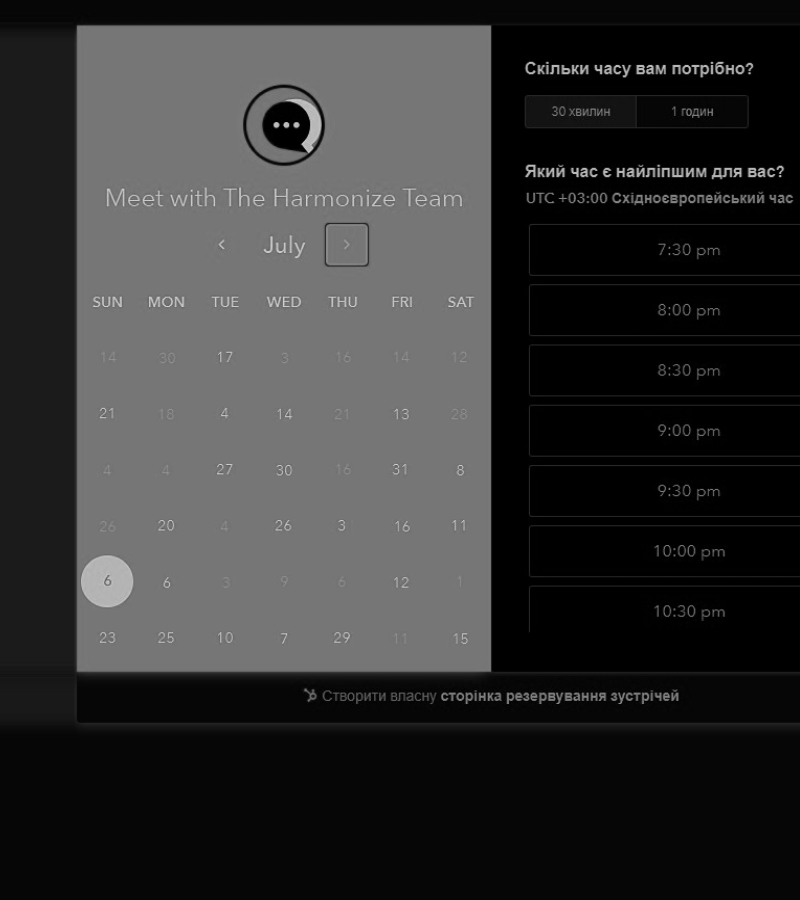 Meet with The Harmonize Team
July
SUN MON TUE WED THU FRI SAT
14 30 17 3 16 14 12
21 18 4 14 21 13 28
4 4 27 30 16 31 8
26 20 4 26 3 16 11
6 6 3 9 6 12 1
23 25 10 7 29 11 15
Скільки часу вам потрібно?
30 хвилин 1 годин
Який час є найліпшим для вас?
UTC +03:00 Східноєвропейський час
7:30 pm
8:00 pm
8:30 pm
9:00 pm
9:30 pm
10:00 pm
10:30 pm
Створити власну сторінка резервування зустрічей